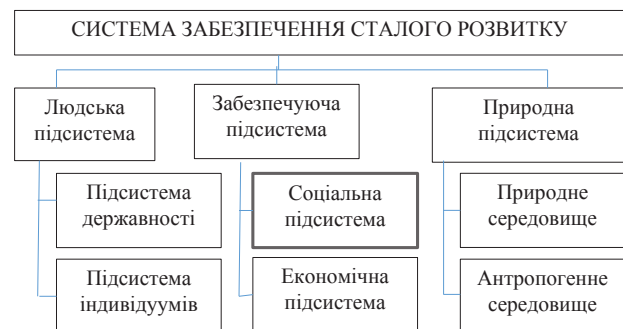 СИСТЕМА ЗАБЕЗПЕЧЕННЯ СТАЛОГО РОЗВИТКУ
Людська
підсистема
Забезпечуюча
підсистема
Природна
підсистема
Підсистема
державності
Соціальна
підсистема
Природне
середовище
Підсистема
індивідуумів
Економічна
підсистема
Антропогенне
середовище